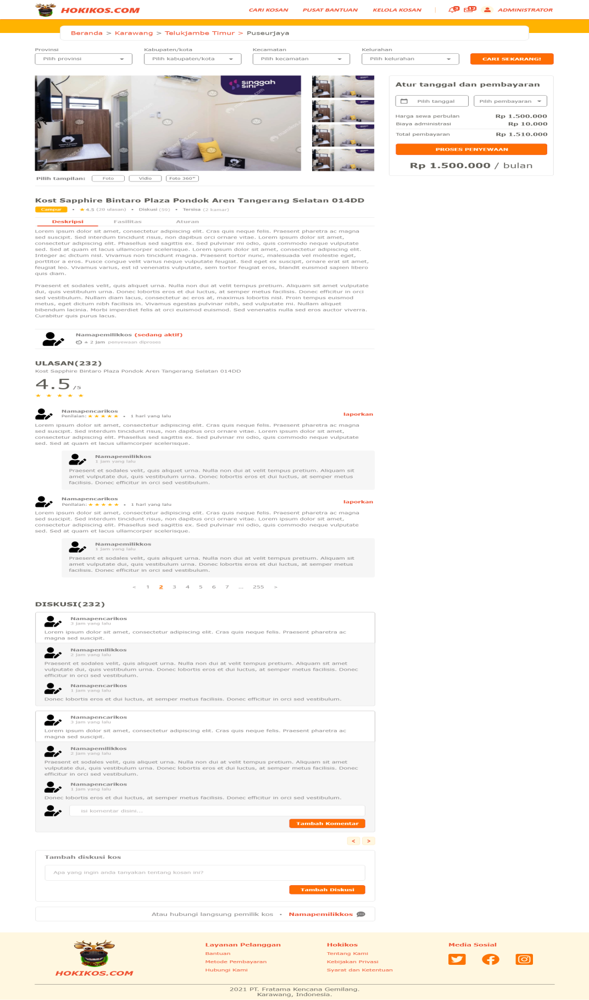 HOKIKOS.COM
CARI KOSAN
PUSAT BANTUAN
KELOLA KOSAN
3
12
ADMINISTRATOR
Beranda > Karawang > Telukjambe Timur > Puseurjaya
Provinsi
Kabupaten/kota
Kecamatan
Kelurahan
Pilih provinsi
Pilih kabupaten/kota
Pilih kecamatan
Pilih kelurahan
CARI SEKARANG!
singgah
sini
mamikos.com
Pilih tampilan:
Foto
Vidio
Foto 360°
Atur tanggal dan pembayaran
Pilih tanggal
Pilih pembayaran
Harga sewa perbulan
Rp 1.500.000
Biaya administrasi
Rp 10.000
Total pembayaran
Rp 1.510.000
PROSES PENYEWAAN
Rp 1.500.000 / bulan
Kost Sapphire Bintaro Plaza Pondok Aren Tangerang Selatan 014DD
Campur • 4.5 (20 ulasan) • Diskusi (59) • Tersisa (2 kamar)
Deskripsi
Fasilitas
Aturan
Lorem ipsum dolor sit amet, consectetur adipiscing elit. Cras quis neque felis. Praesent pharetra ac magna
sed suscipit. Sed interdum tincidunt risus, non dapibus orci ornare vitae. Lorem ipsum dolor sit amet,
consectetur adipiscing elit. Phasellus sed sagittis ex. Sed pulvinar mi odio, quis commodo neque vulputate
sed. Sed at quam et lacus ullamcorper scelerisque. Lorem ipsum dolor sit amet, consectetur adipiscing elit.
Integer ac dictum nisl. Vivamus non tincidunt magna. Praesent tortor nunc, malesuada vel molestie eget,
porttitor a eros. Fusce congue velit varius neque vulputate feugiat. Sed eget ex suscipit, ornare erat sit amet,
feugiat leo. Vivamus varius, est id venenatis vulputate, sem tortor feugiat eros, blandit euismod sapien libero
quis diam.
Praesent et sodales velit, quis aliquet urna. Nulla non dui at velit tempus pretium. Aliquam sit amet vulputate
dui, quis vestibulum urna. Donec lobortis eros et dui luctus, at semper metus facilisis. Donec efficitur in orci
sed vestibulum. Nullam diam lacus, consectetur ac eros at, maximus lobortis nisl. Proin tempus euismod
metus, eget dictum nibh facilisis in. Vivamus egestas pulvinar nibh, sed vulputate mi. Nullam aliquet
bibendum lacinia. Morbi imperdiet felis at orci euismod euismod. Sed venenatis nulla sed eros auctor viverra.
Curabitur quis purus lacus.
Namapemilikkos (sedang aktif)
± 2 jam penyewaan diproses
ULASAN(232)
Kost Sapphire Bintaro Plaza Pondok Aren Tangerang Selatan 014DD
4.5 /5
Namapencarikos
Penilaian: • 1 hari yang lalu
laporkan
Lorem ipsum dolor sit amet, consectetur adipiscing elit. Cras quis neque felis. Praesent pharetra ac magna
sed suscipit. Sed interdum tincidunt risus, non dapibus orci ornare vitae. Lorem ipsum dolor sit amet,
consectetur adipiscing elit. Phasellus sed sagittis ex. Sed pulvinar mi odio, quis commodo neque vulputate
sed. Sed at quam et lacus ullamcorper scelerisque.
Namapemilikkos
1 jam yang lalu
Praesent et sodales velit, quis aliquet urna. Nulla non dui at velit tempus pretium. Aliquam sit
amet vulputate dui, quis vestibulum urna. Donec lobortis eros et dui luctus, at semper metus
facilisis. Donec efficitur in orci sed vestibulum.
Namapencarikos
Penilaian: • 1 hari yang lalu
laporkan
Lorem ipsum dolor sit amet, consectetur adipiscing elit. Cras quis neque felis. Praesent pharetra ac magna
sed suscipit. Sed interdum tincidunt risus, non dapibus orci ornare vitae. Lorem ipsum dolor sit amet,
consectetur adipiscing elit. Phasellus sed sagittis ex. Sed pulvinar mi odio, quis commodo neque vulputate
sed. Sed at quam et lacus ullamcorper scelerisque.
Namapemilikkos
1 jam yang lalu
Praesent et sodales velit, quis aliquet urna. Nulla non dui at velit tempus pretium. Aliquam sit
amet vulputate dui, quis vestibulum urna. Donec lobortis eros et dui luctus, at semper metus
facilisis. Donec efficitur in orci sed vestibulum.
< 1 2 3 4 5 6 7 ... 255 >
DISKUSI(232)
Namapencarikos
3 jam yang lalu
Lorem ipsum dolor sit amet, consectetur adipiscing elit. Cras quis neque felis. Praesent pharetra ac
magna sed suscipit.
Namapemilikkos
2 jam yang lalu
Praesent et sodales velit, quis aliquet urna. Nulla non dui at velit tempus pretium. Aliquam sit amet
vulputate dui, quis vestibulum urna. Donec lobortis eros et dui luctus, at semper metus facilisis. Donec
efficitur in orci sed vestibulum.
Namapencarikos
1 jam yang lalu
Donec lobortis eros et dui luctus, at semper metus facilisis. Donec efficitur in orci sed vestibulum.
Namapencarikos
3 jam yang lalu
Lorem ipsum dolor sit amet, consectetur adipiscing elit. Cras quis neque felis. Praesent pharetra ac
magna sed suscipit.
Namapemilikkos
2 jam yang lalu
Praesent et sodales velit, quis aliquet urna. Nulla non dui at velit tempus pretium. Aliquam sit amet
vulputate dui, quis vestibulum urna. Donec lobortis eros et dui luctus, at semper metus facilisis. Donec
efficitur in orci sed vestibulum.
Namapencarikos
1 jam yang lalu
Donec lobortis eros et dui luctus, at semper metus facilisis. Donec efficitur in orci sed vestibulum.
isi komentar disini...
Tambah Komentar
< >
Tambah diskusi kos
Apa yang ingin anda tanyakan tentang kosan ini?
Tambah Diskusi
Atau hubungi langsung pemilik kos • Namapemilikkos
HOKIKOS.COM
Layanan Pelanggan
Bantuan
Metode Pembayaran
Hubungi Kami
Hokikos
Tentang Kami
Kebijakan Privasi
Syarat dan Ketentuan
Media Sosial
2021 PT. Fratama Kencana Gemilang.
Karawang, Indonesia.